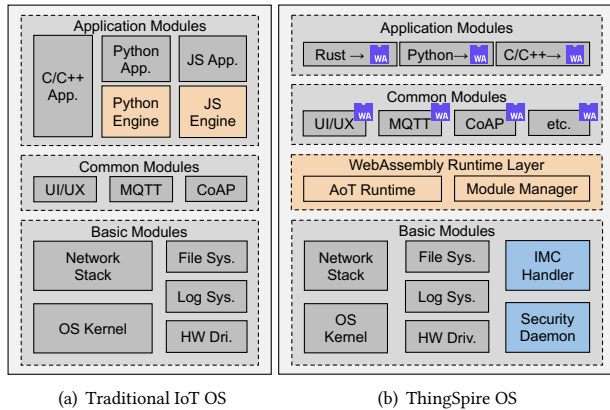 Application Modules
C/C++
App.
Python
App.
JS App.
Python
Engine
JS
Engine
Common Modules
UI/UX
MQTT
CoAP
Basic Modules
Network
Stack
File Sys.
Log Sys.
OS Kernel
HW Dri.
(a) Traditional IoT OS
Application Modules
Rust → WA
Python→ WA
C/C++→ WA
Common Modules
UI/UX WA
MQTT WA
CoAP WA
etc. WA
WebAssembly Runtime Layer
AoT Runtime
Module Manager
Basic Modules
Network
Stack
File Sys.
IMC
Handler
Log Sys.
OS
Kernel
HW Driv.
Security
Daemon
(b) ThingSpire OS